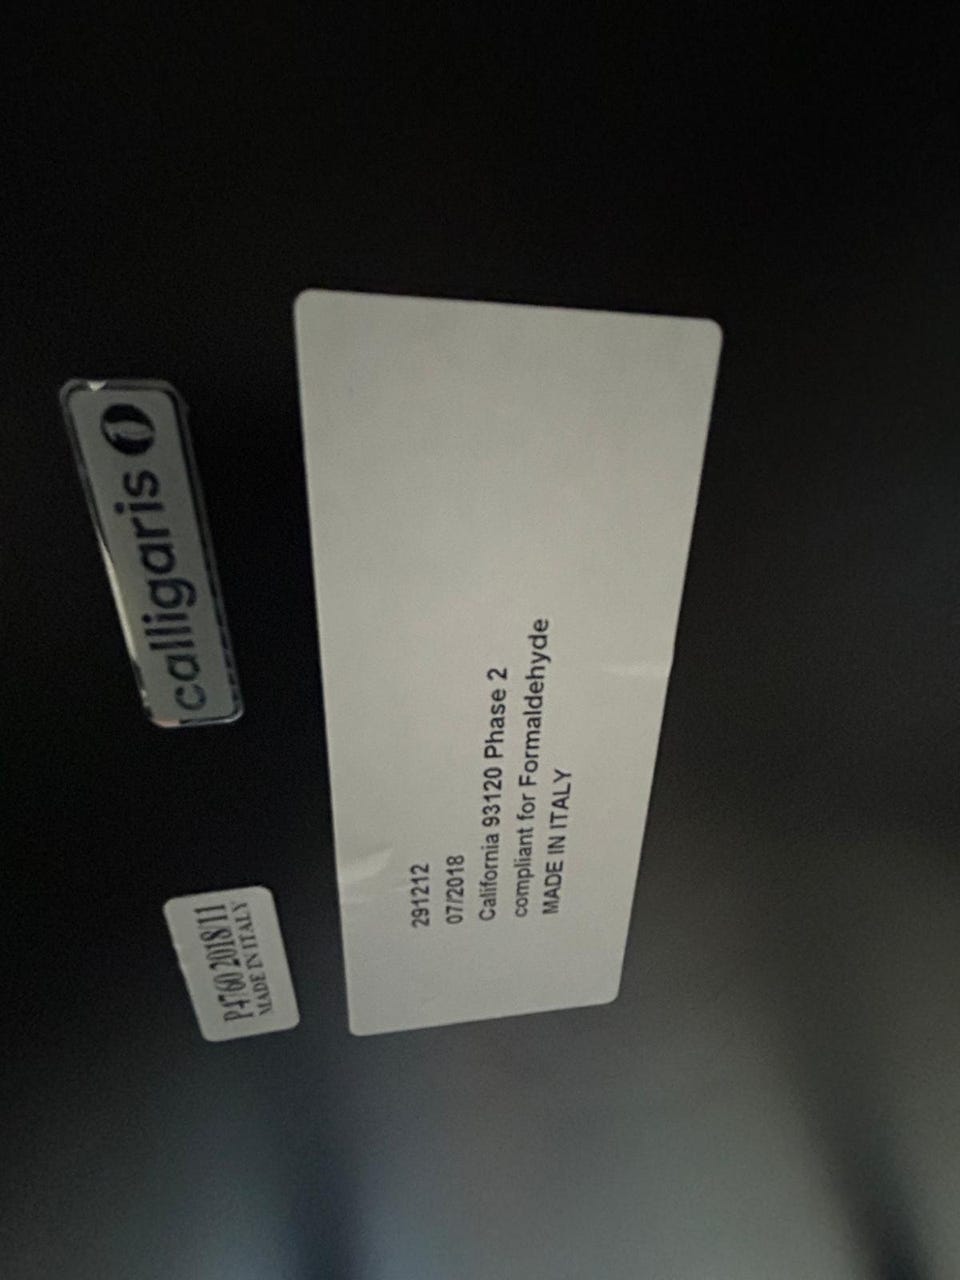 calligaris
P4760 2018/11
MADE IN ITALY
291212
07/2018
California 93120 Phase 2
compliant for Formaldehyde
MADE IN ITALY